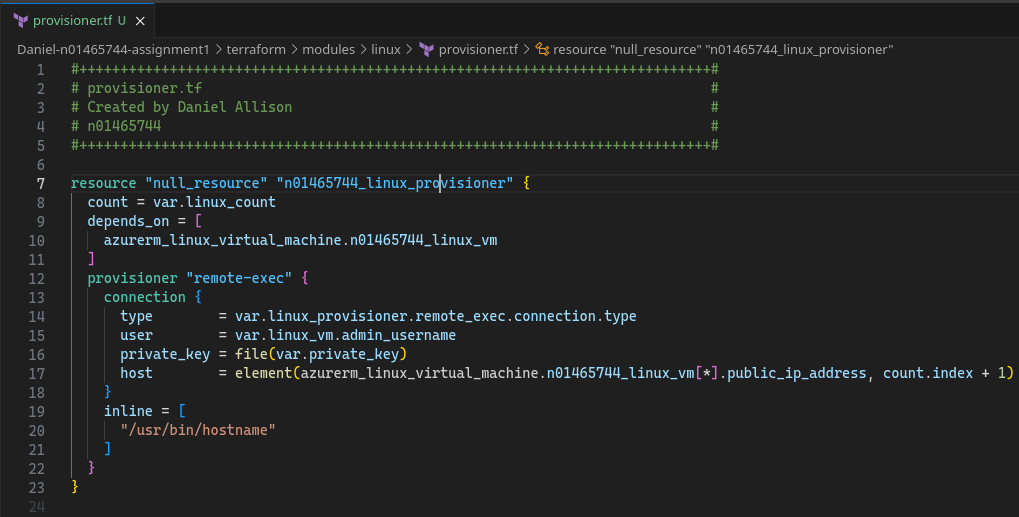 provisioner.tf U ×
Daniel-n01465744-assignment1 > terraform > modules > linux > provisioner.tf > resource "null_resource" "n01465744_linux_provisioner"
1 #+++++++++++++++++++++++++++++++++++++++++++++++++++++++++++++++++++++++++++++#
2 # provisioner.tf #
3 # Created by Daniel Allison #
4 # n01465744 #
5 #+++++++++++++++++++++++++++++++++++++++++++++++++++++++++++++++++++++++++++++#
6
7 resource "null_resource" "n01465744_linux_provisioner" {
8 count = var.linux_count
9 depends_on = [
10 azurerm_linux_virtual_machine.n01465744_linux_vm
11 ]
12 provisioner "remote-exec" {
13 connection {
14 type = var.linux_provisioner.remote_exec.connection.type
15 user = var.linux_vm.admin_username
16 private_key = file(var.private_key)
17 host = element(azurerm_linux_virtual_machine.n01465744_linux_vm[*].public_ip_address, count.index + 1)
18 }
19 inline = [
20 "/usr/bin/hostname"
21 ]
22 }
23 }
24